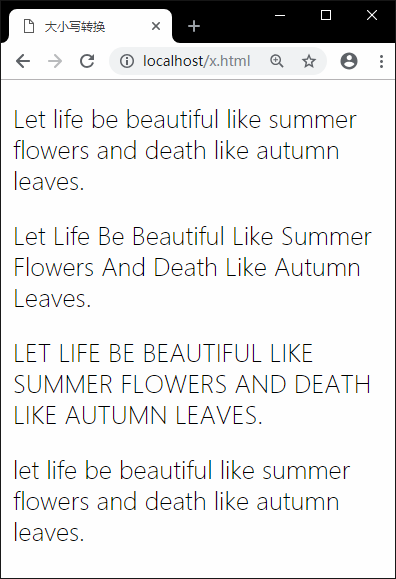 大小写转换
localhost/x.html
Let life be beautiful like summer
flowers and death like autumn
leaves.
Let Life Be Beautiful Like Summer
Flowers And Death Like Autumn
Leaves.
LET LIFE BE BEAUTIFUL LIKE
SUMMER FLOWERS AND DEATH
LIKE AUTUMN LEAVES.
let life be beautiful like summer
flowers and death like autumn
leaves.